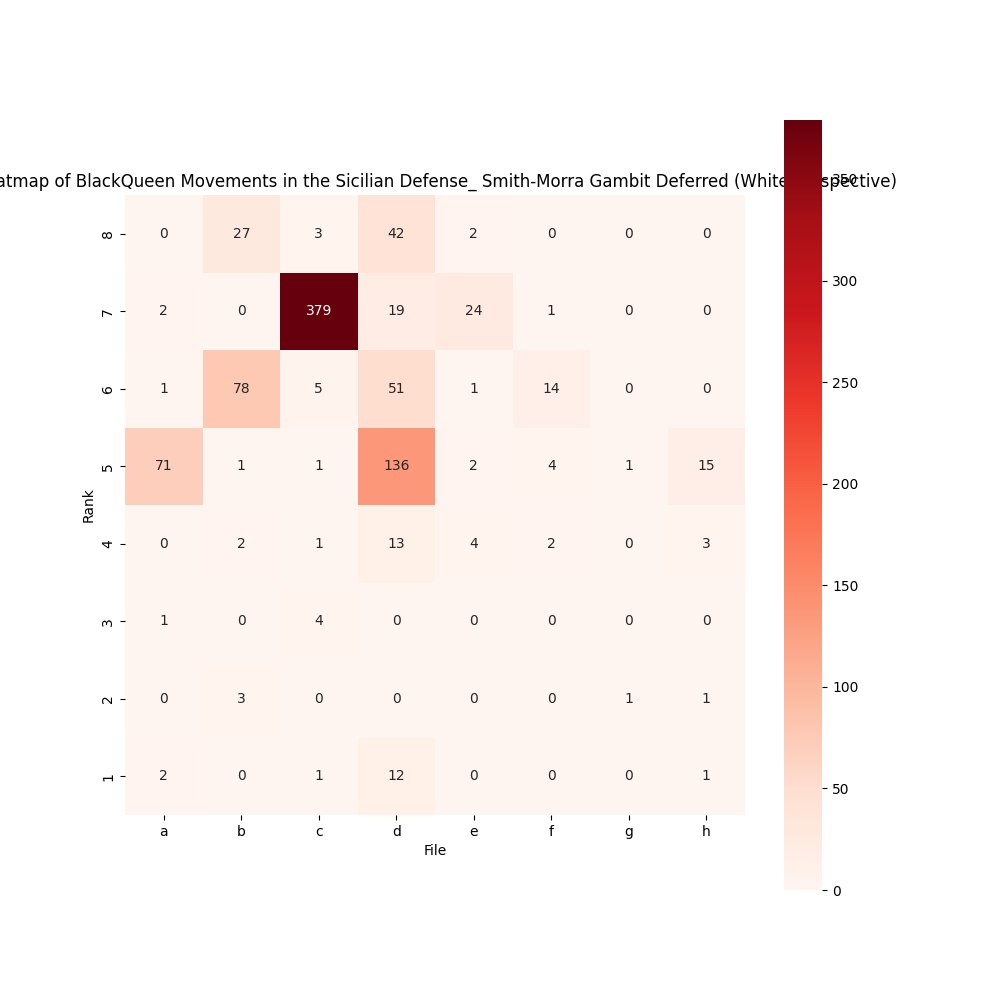 atmap of BlackQueen Movements in the Sicilian Defense_ Smith-Morra Gambit Deferred (White spective)
8 0 27 3 42 2 0 0 0
7 2 0 379 19 24 1 0 0
6 1 78 5 51 1 14 0 0
5 71 1 1 136 2 4 1 15
4 0 2 1 13 4 2 0 3
3 1 0 4 0 0 0 0 0
2 0 3 0 0 0 0 1 1
1 2 0 1 12 0 0 0 1
a b c d e f g h
Rank
File
350
300
250
200
150
100
50
0